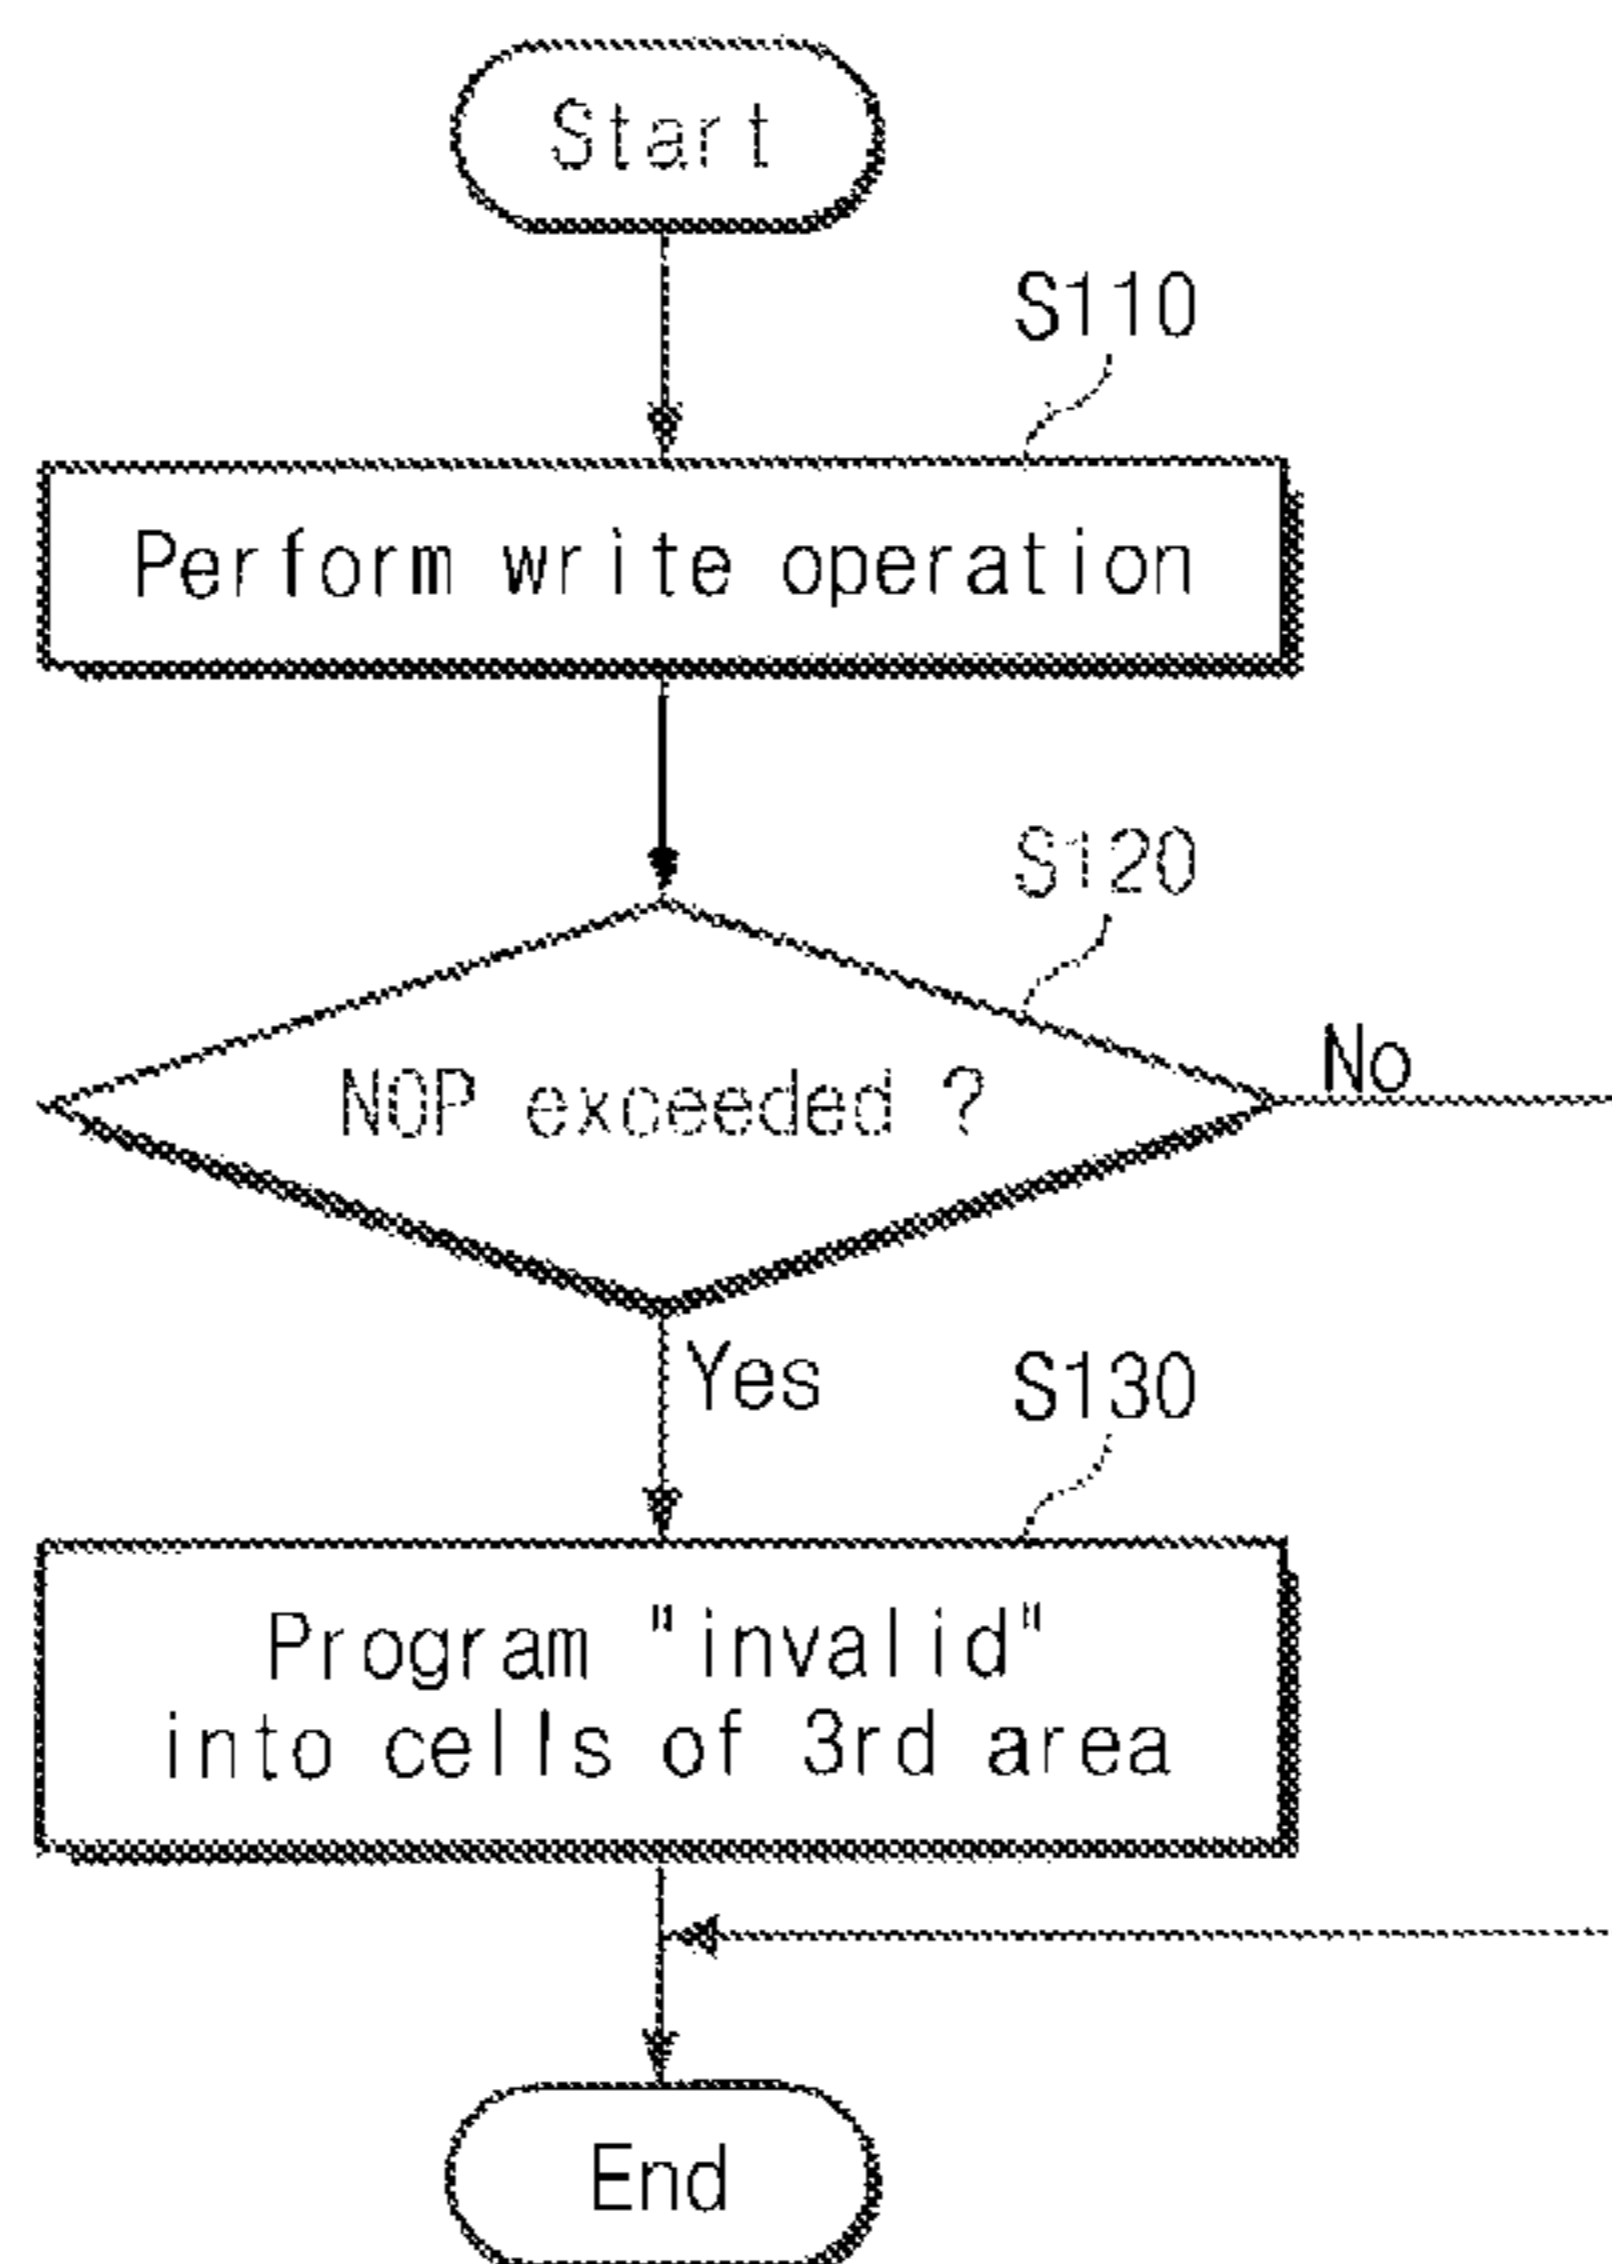 Start
S110
Perform write operation
S120
NOP exceeded ?
No
Yes
S130
Program "invalid"
into cells of 3rd area
End